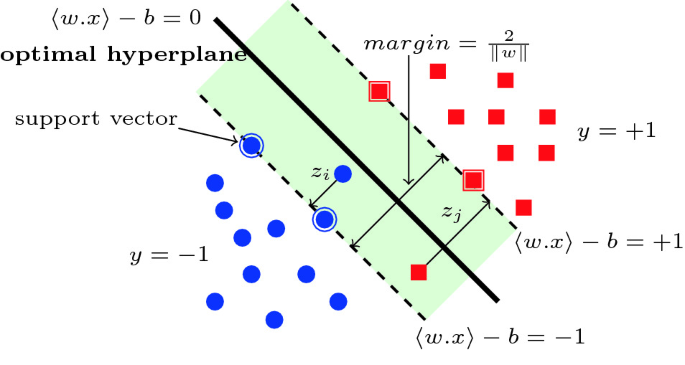 ⟨w.x⟩ − b = 0
optimal hyperplane
margin = 2/‖w‖
support vector
y = +1
z_i
z_j
⟨w.x⟩ − b = +1
y = −1
⟨w.x⟩ − b = −1